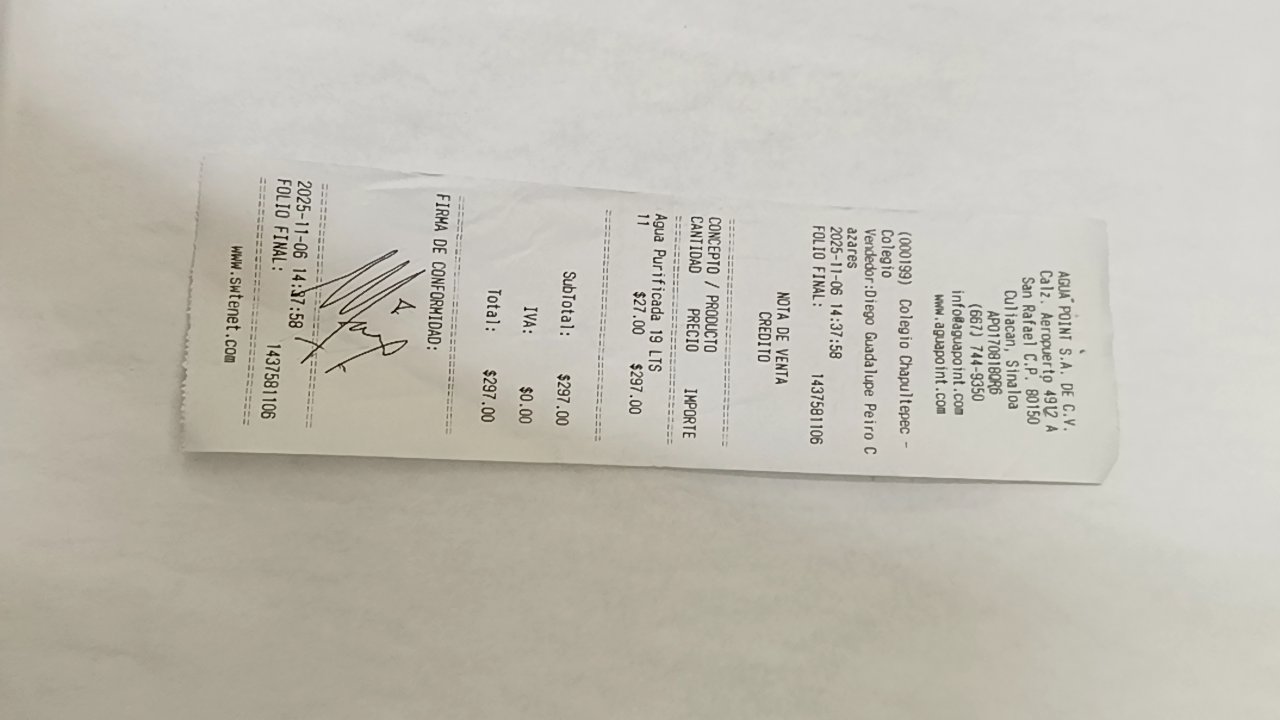 AGUA POINT S.A. DE C.V.
Calz. Aeropuerto 4912 A
San Rafael C.P. 80150
Culiacan, Sinaloa
APO170818QR6
(667) 744-9350
info@aguapoint.com
www.aguapoint.com
(000199) Colegio Chapultepec -
Colegio
Vendedor:Diego Guadalupe Peiro C
azares
2025-11-06 14:37:58
FOLIO FINAL: 1437581106
NOTA DE VENTA
CREDITO
CONCEPTO / PRODUCTO
CANTIDAD PRECIO IMPORTE
Agua Purificada 19 LTS
11 $27.00 $297.00
SubTotal: $297.00
IVA: $0.00
Total: $297.00
FIRMA DE CONFORMIDAD:
2025-11-06 14:37:58
FOLIO FINAL: 1437581106
www.swtenet.com